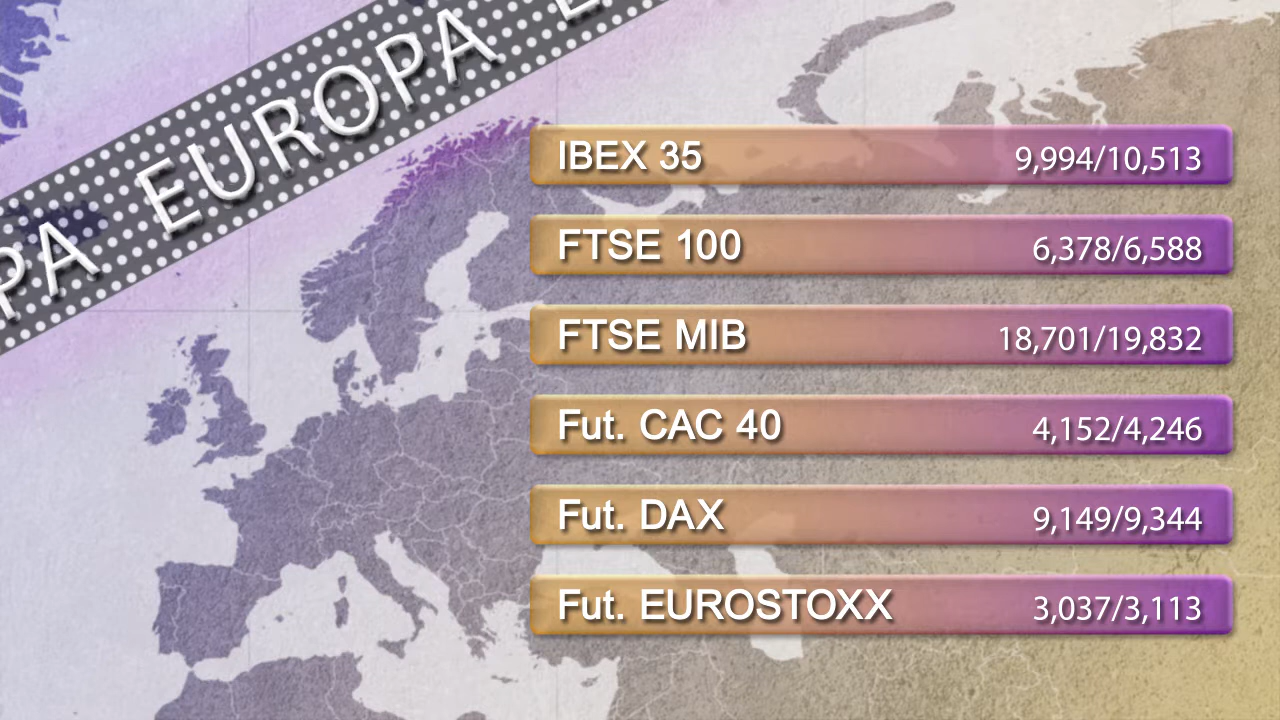 PA EUROPA E
IBEX 35 9,994/10,513
FTSE 100 6,378/6,588
FTSE MIB 18,701/19,832
Fut. CAC 40 4,152/4,246
Fut. DAX 9,149/9,344
Fut. EUROSTOXX 3,037/3,113